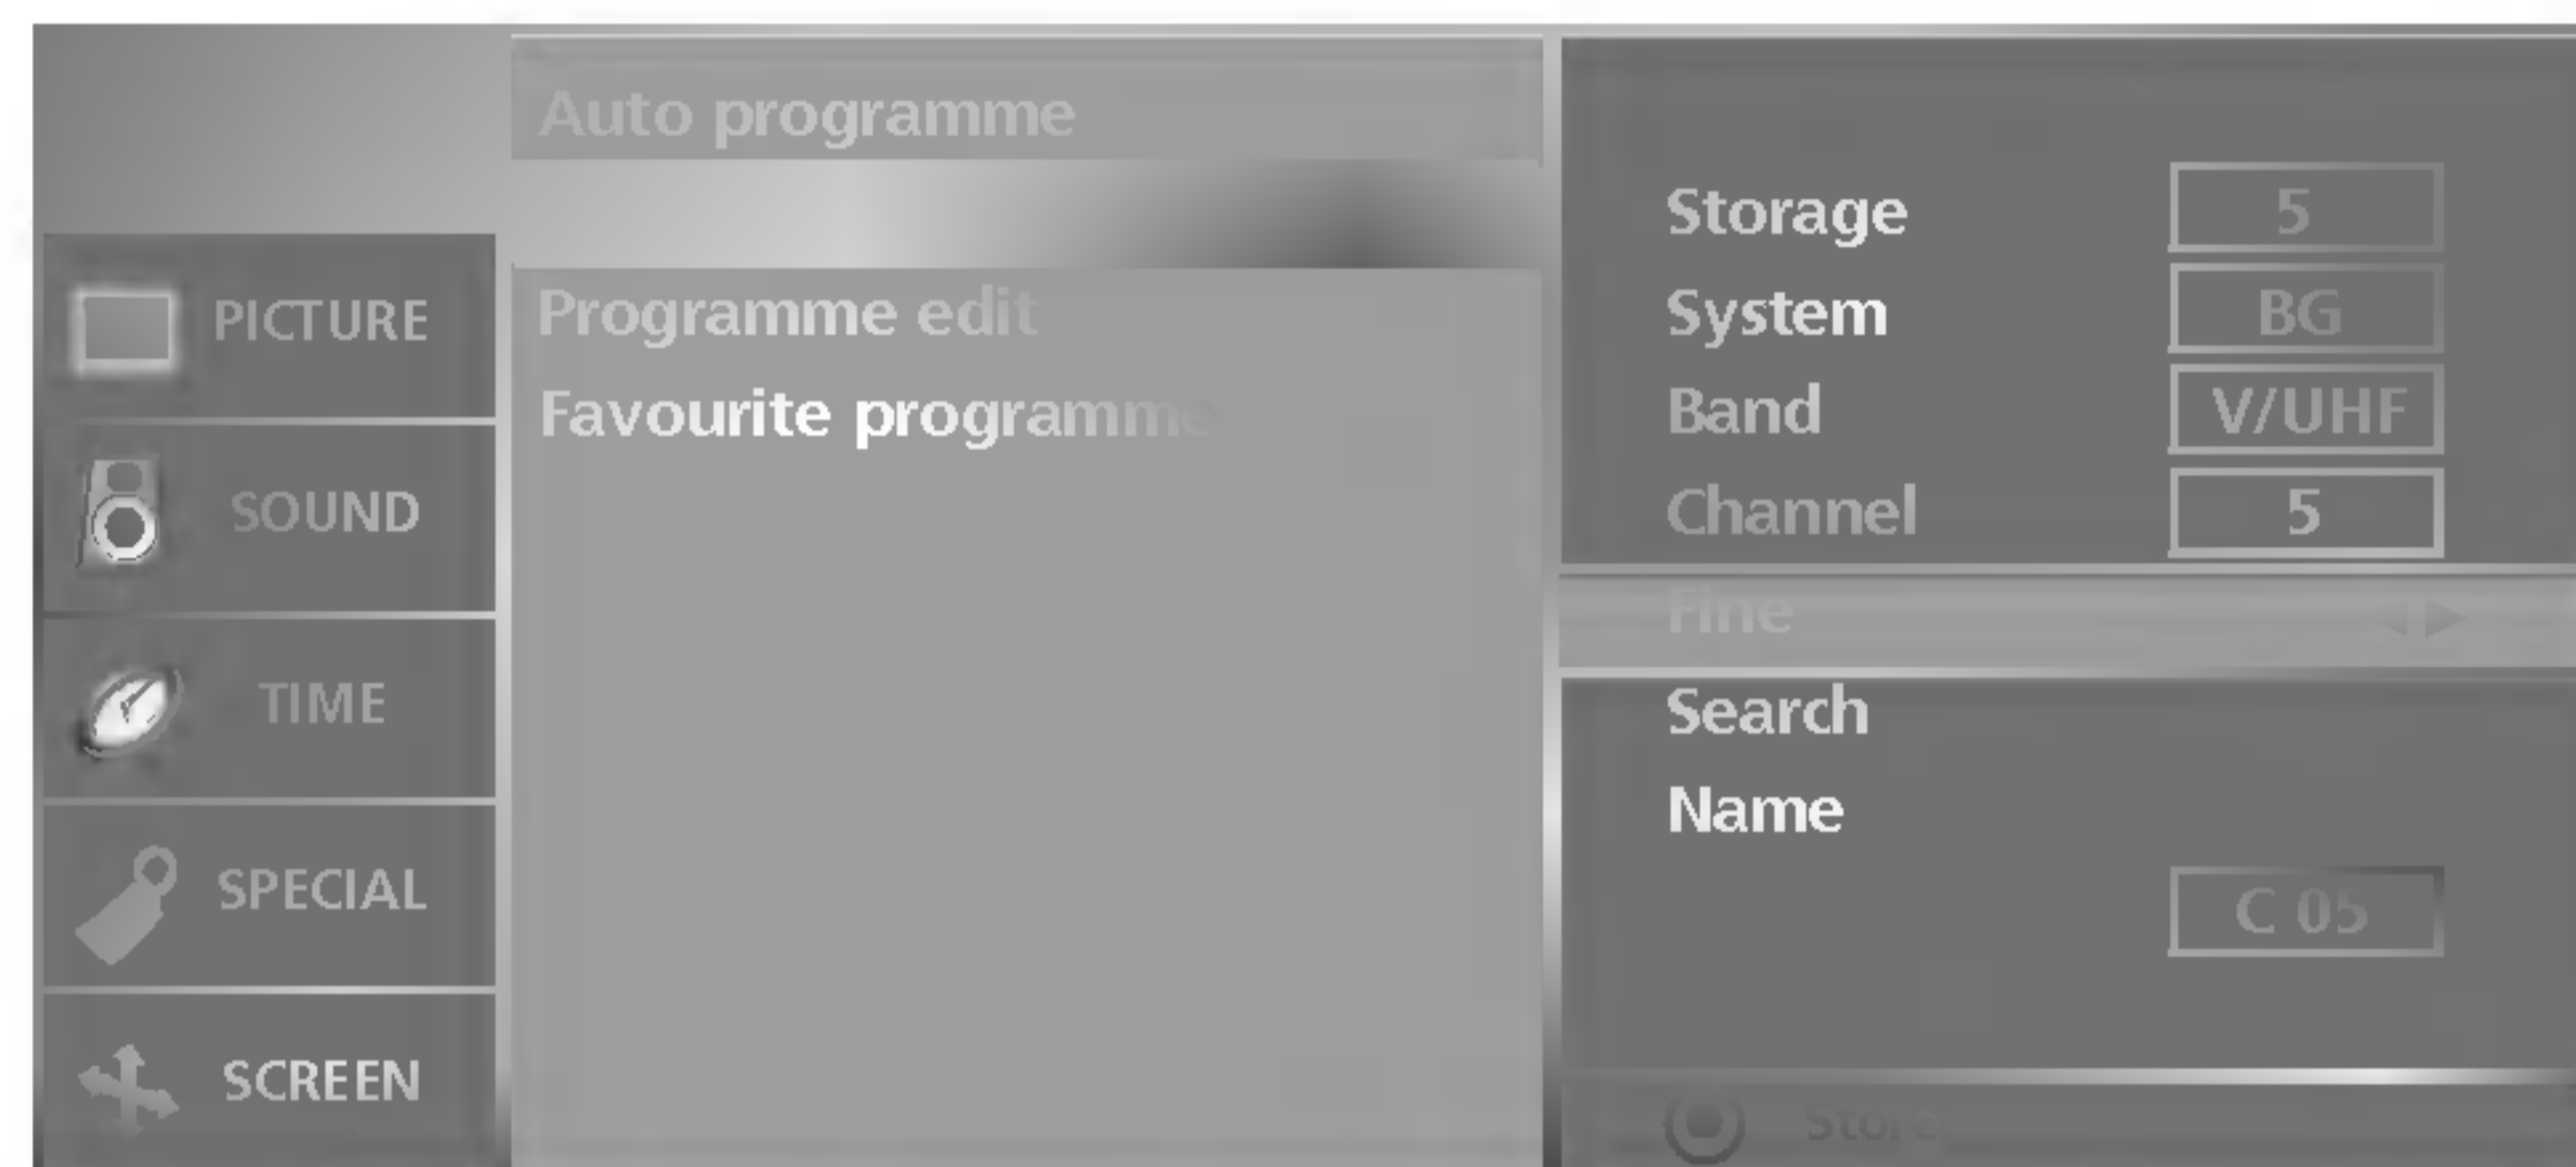 PICTURE
SOUND
TIME
SPECIAL
SCREEN
Auto programme
Programme edit
Favourite programme
Storage 5
System BG
Band V/UHF
Channel 5
Fine ◀ ▶
Search
Name
C 05
Store